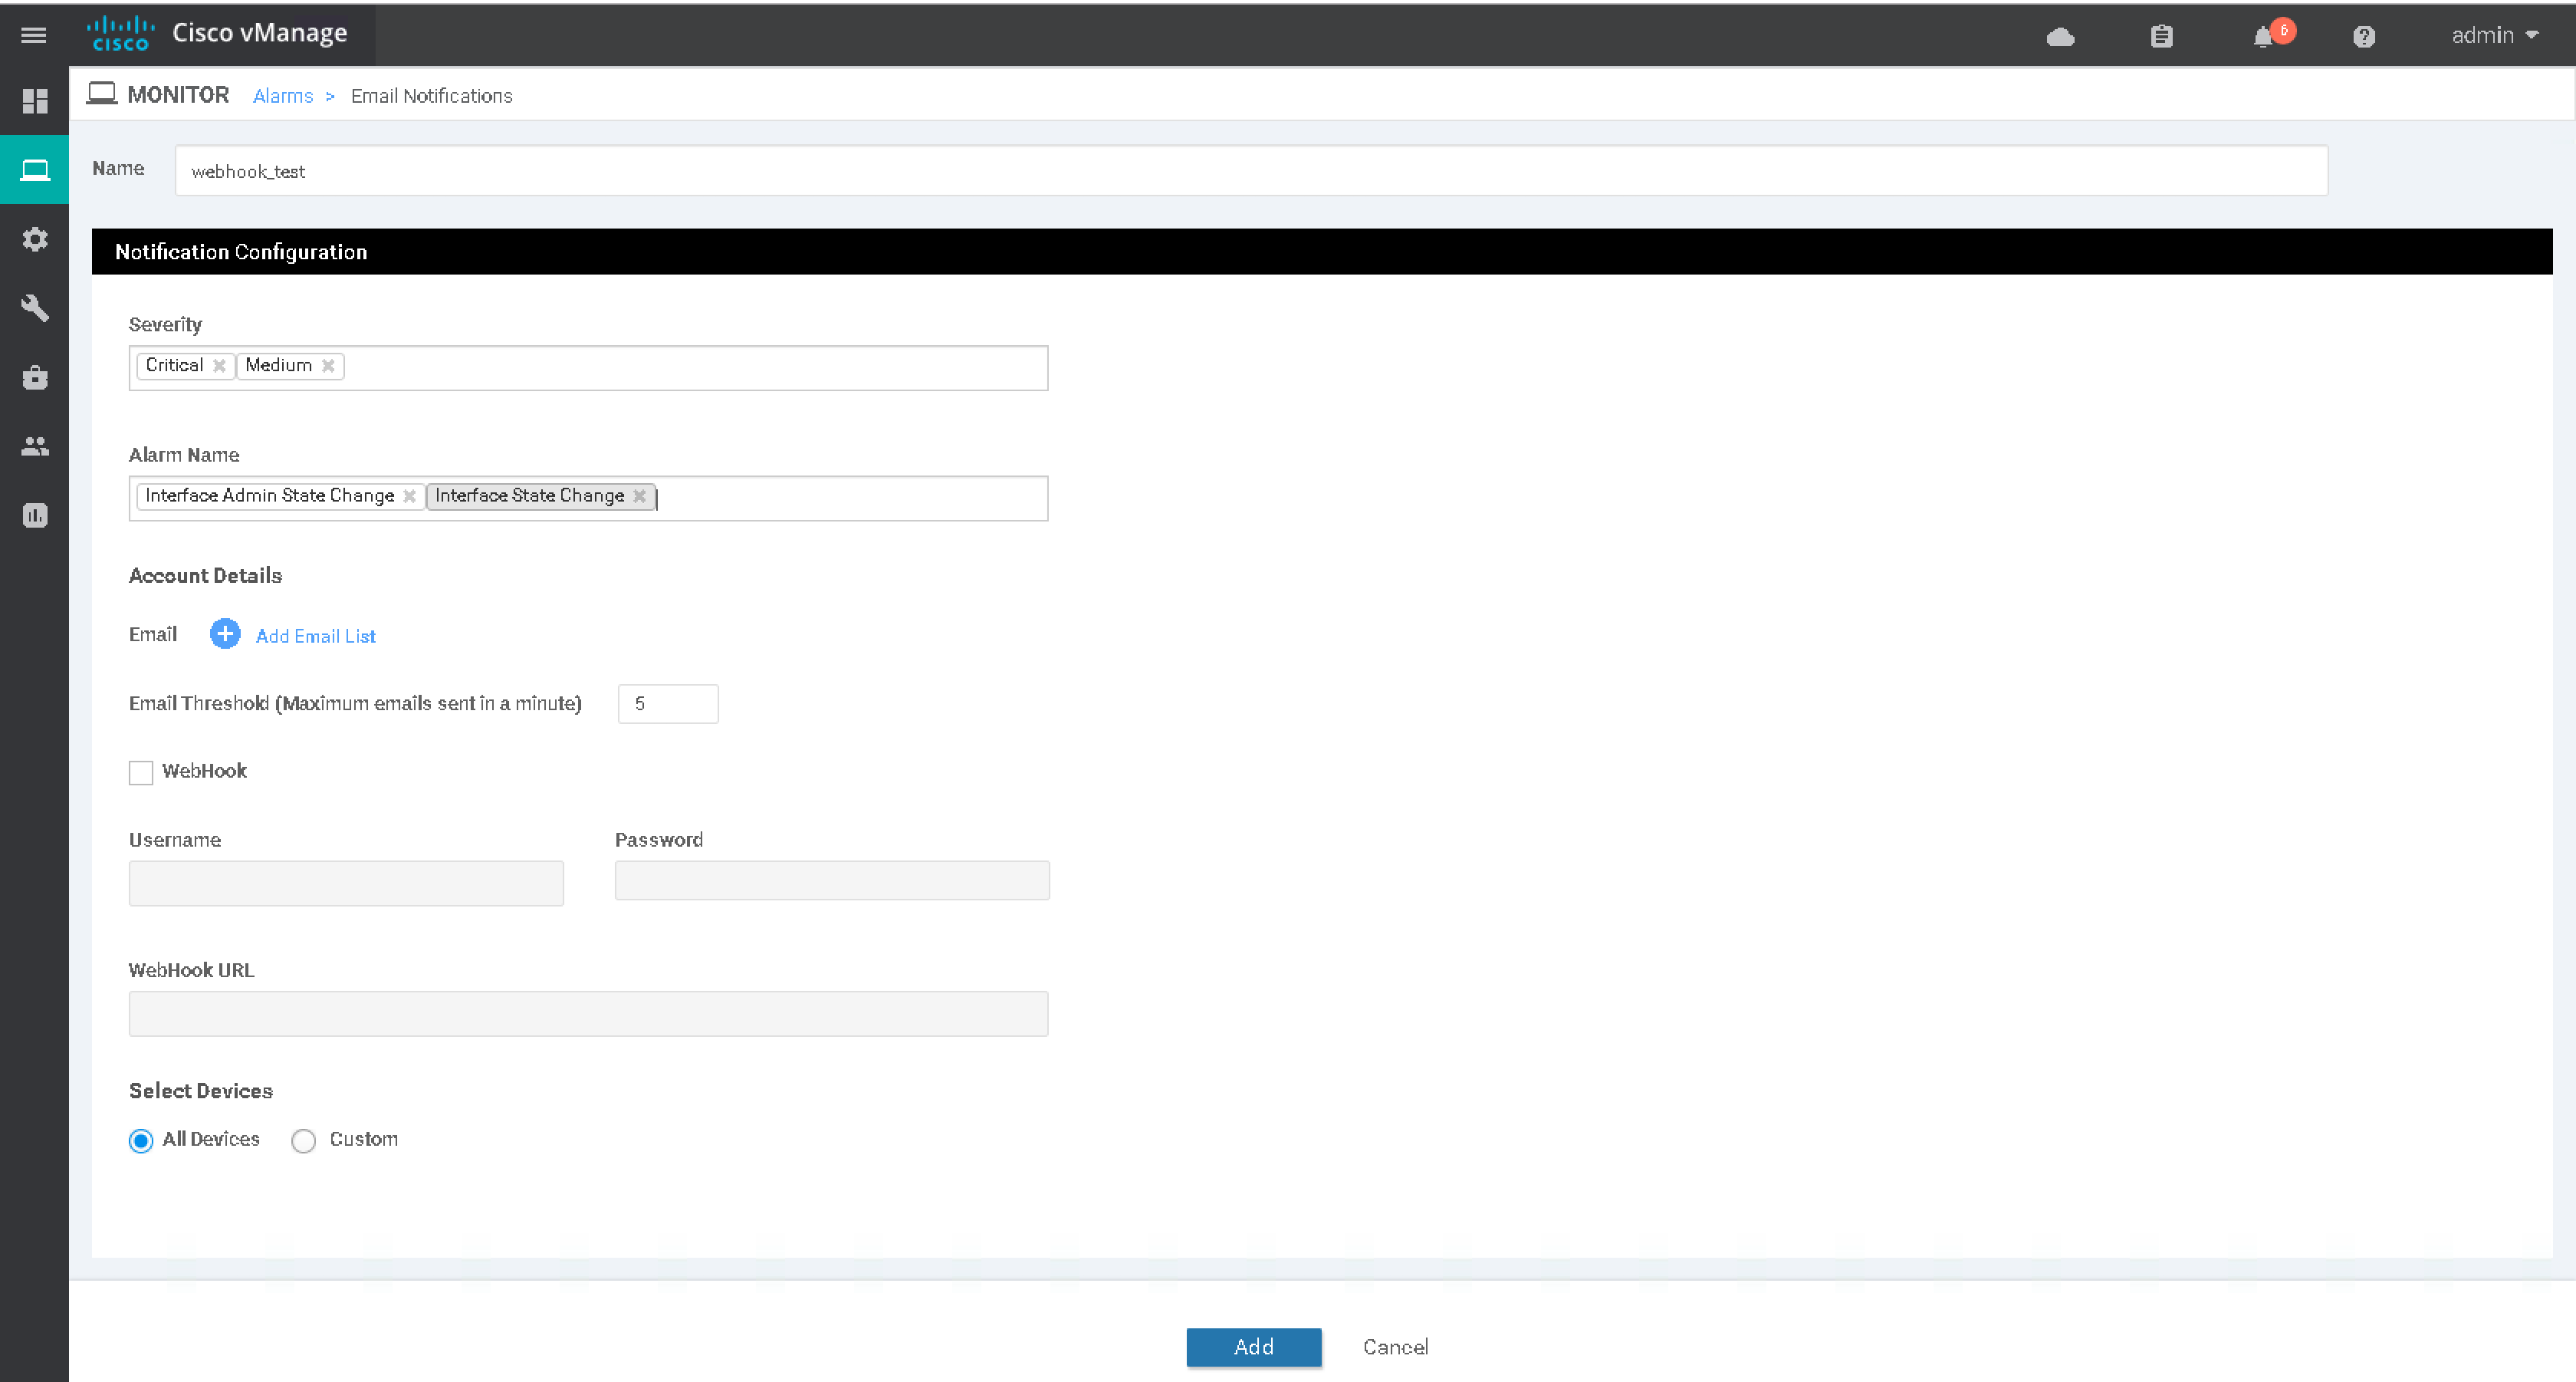 cisco Cisco vManage 6 admin
MONITOR Alarms > Email Notifications
Name webhook_test
Notification Configuration
Severity
Critical Medium
Alarm Name
Interface Admin State Change Interface State Change
Account Details
Email Add Email List
Email Threshold (Maximum emails sent in a minute) 5
WebHook
Username Password
WebHook URL
Select Devices
All Devices Custom
Add Cancel